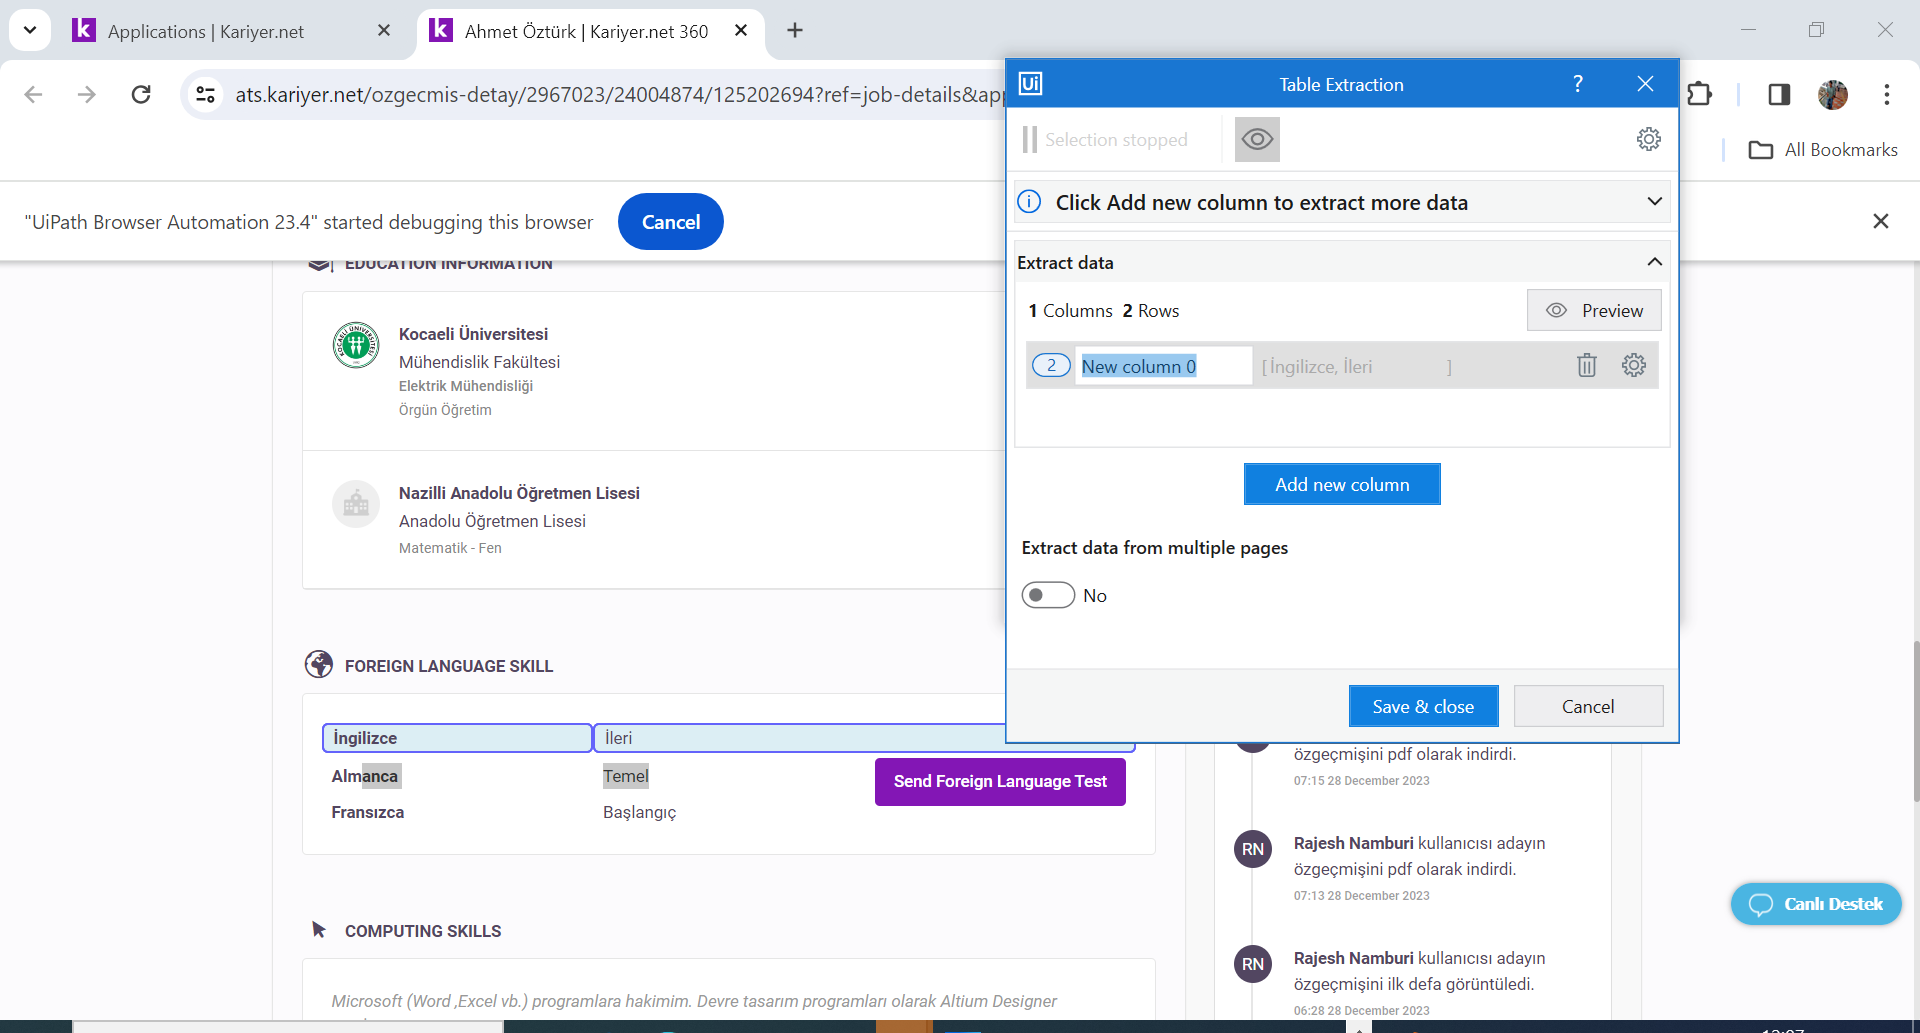 Applications | Kariyer.net
Ahmet Öztürk | Kariyer.net 360
ats.kariyer.net/ozgecmis-detay/2967023/24004874/125202694?ref=job-details&ap
All Bookmarks
"UiPath Browser Automation 23.4" started debugging this browser
Cancel
EDUCATION INFORMATION
KOCAELİ ÜNİVERSİTESİ
Kocaeli Üniversitesi
Mühendislik Fakültesi
Elektrik Mühendisliği
Örgün Öğretim
Nazilli Anadolu Öğretmen Lisesi
Anadolu Öğretmen Lisesi
Matematik - Fen
FOREIGN LANGUAGE SKILL
İngilizce İleri
Almanca Temel
Fransızca Başlangıç
Send Foreign Language Test
COMPUTING SKILLS
Microsoft (Word ,Excel vb.) programlara hakimim. Devre tasarım programları olarak Altium Designer
Ui
Table Extraction
?
Selection stopped
Click Add new column to extract more data
Extract data
1 Columns 2 Rows
Preview
2 New column 0 [İngilizce, İleri ]
Add new column
Extract data from multiple pages
No
Save & close
Cancel
özgeçmişini pdf olarak indirdi.
07:15 28 December 2023
RN
Rajesh Namburi kullanıcısı adayın
özgeçmişini pdf olarak indirdi.
07:13 28 December 2023
RN
Rajesh Namburi kullanıcısı adayın
özgeçmişini ilk defa görüntüledi.
06:28 28 December 2023
Canlı Destek